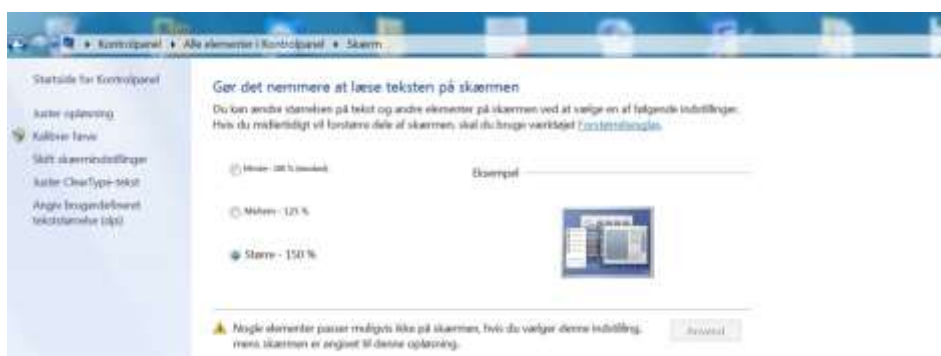 Kontrolpanel ▸ Alle elementer i Kontrolpanel ▸ Skærm
Startside for Kontrolpanel
Juster opløsning
Kalibrer farve
Skift skærmindstillinger
Juster ClearType-tekst
Angiv brugerdefineret
tekststørrelse (dpi)
Gør det nemmere at læse teksten på skærmen
Du kan ændre størrelsen på tekst og andre elementer på skærmen ved at vælge en af følgende indstillinger.
Hvis du midlertidigt vil forstørre dele af skærmen, skal du bruge værktøjet Forstørrelsesglas.
Mindre - 100 % (standard)
Mellem - 125 %
Større - 150 %
Eksempel
Nogle elementer passer muligvis ikke på skærmen, hvis du vælger denne indstilling,
mens skærmen er angivet til denne opløsning.
Anvend